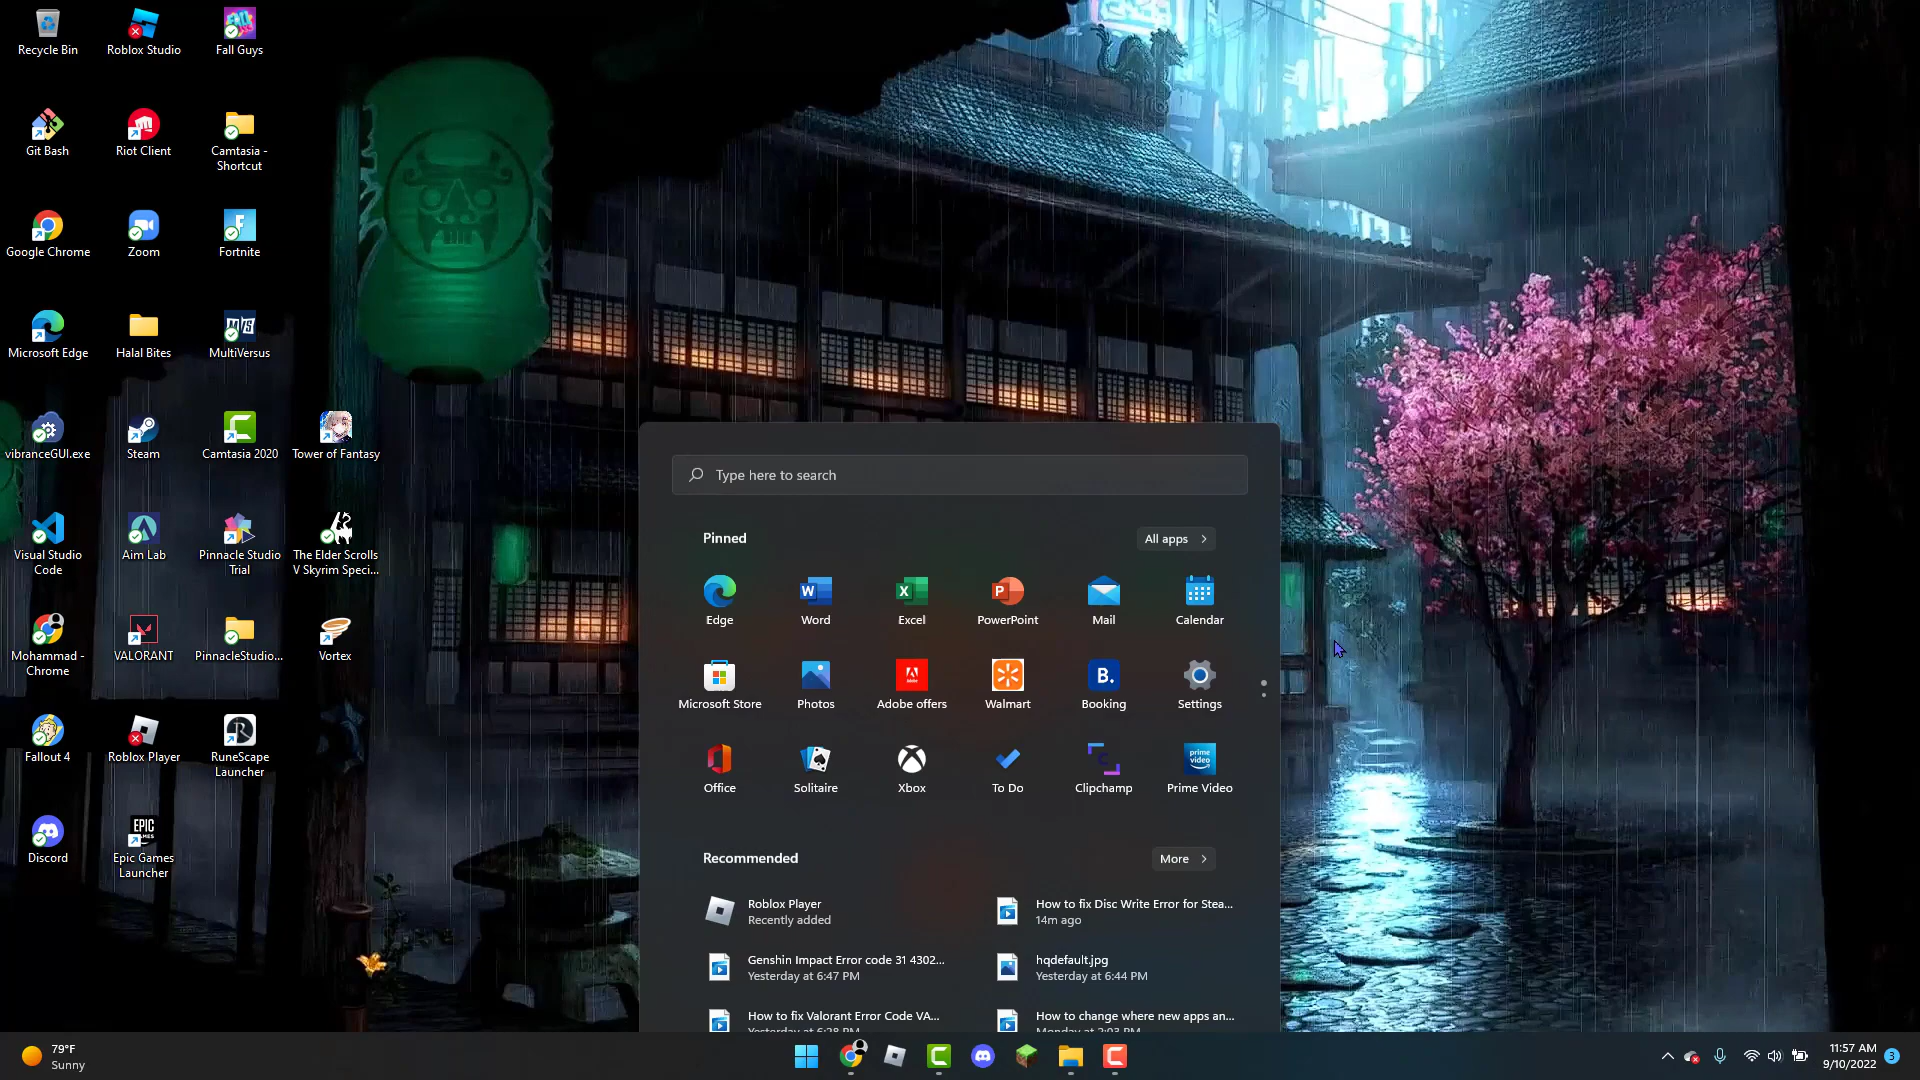 Recycle Bin
Roblox Studio
Fall Guys
Git Bash
Riot Client
Camtasia -
Shortcut
Google Chrome
Zoom
Fortnite
Microsoft Edge
Halal Bites
MultiVersus
vibranceGUI.exe
Steam
Camtasia 2020
Tower of Fantasy
Visual Studio
Code
Aim Lab
Pinnacle Studio
Trial
The Elder Scrolls
V Skyrim Speci...
Mohammad -
Chrome
VALORANT
PinnacleStudio...
Vortex
Fallout 4
Roblox Player
RuneScape
Launcher
Discord
EPIC
GAMES
Epic Games
Launcher
Type here to search
Pinned
All apps
Edge
Word
Excel
PowerPoint
Mail
Calendar
Microsoft Store
Photos
Adobe offers
Walmart
B.
Booking
Settings
Office
Solitaire
Xbox
To Do
Clipchamp
prime
video
Prime Video
Recommended
More
Roblox Player
Recently added
How to fix Disc Write Error for Stea...
14m ago
Genshin Impact Error code 31 4302...
Yesterday at 6:47 PM
hqdefault.jpg
Yesterday at 6:44 PM
How to fix Valorant Error Code VA...
Yesterday at 6:28 PM
How to change where new apps an...
Monday at 2:03 PM
79°F
Sunny
11:57 AM
9/10/2022
3